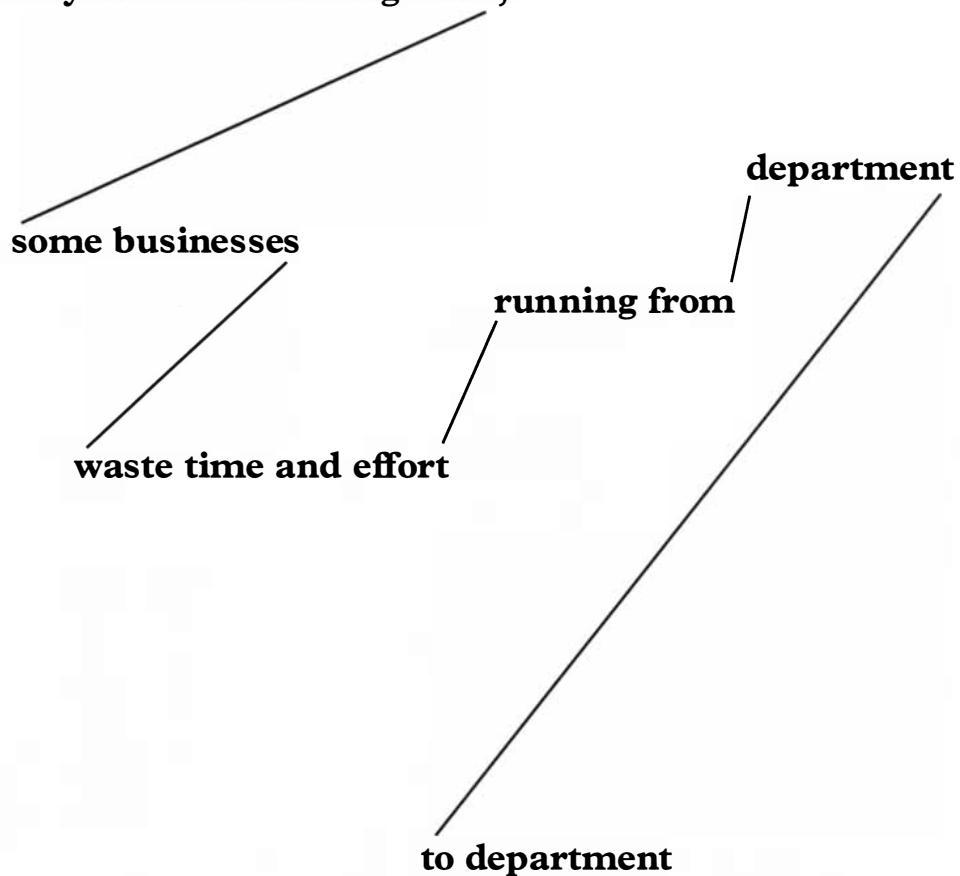 some businesses
waste time and effort
running from
department
to department